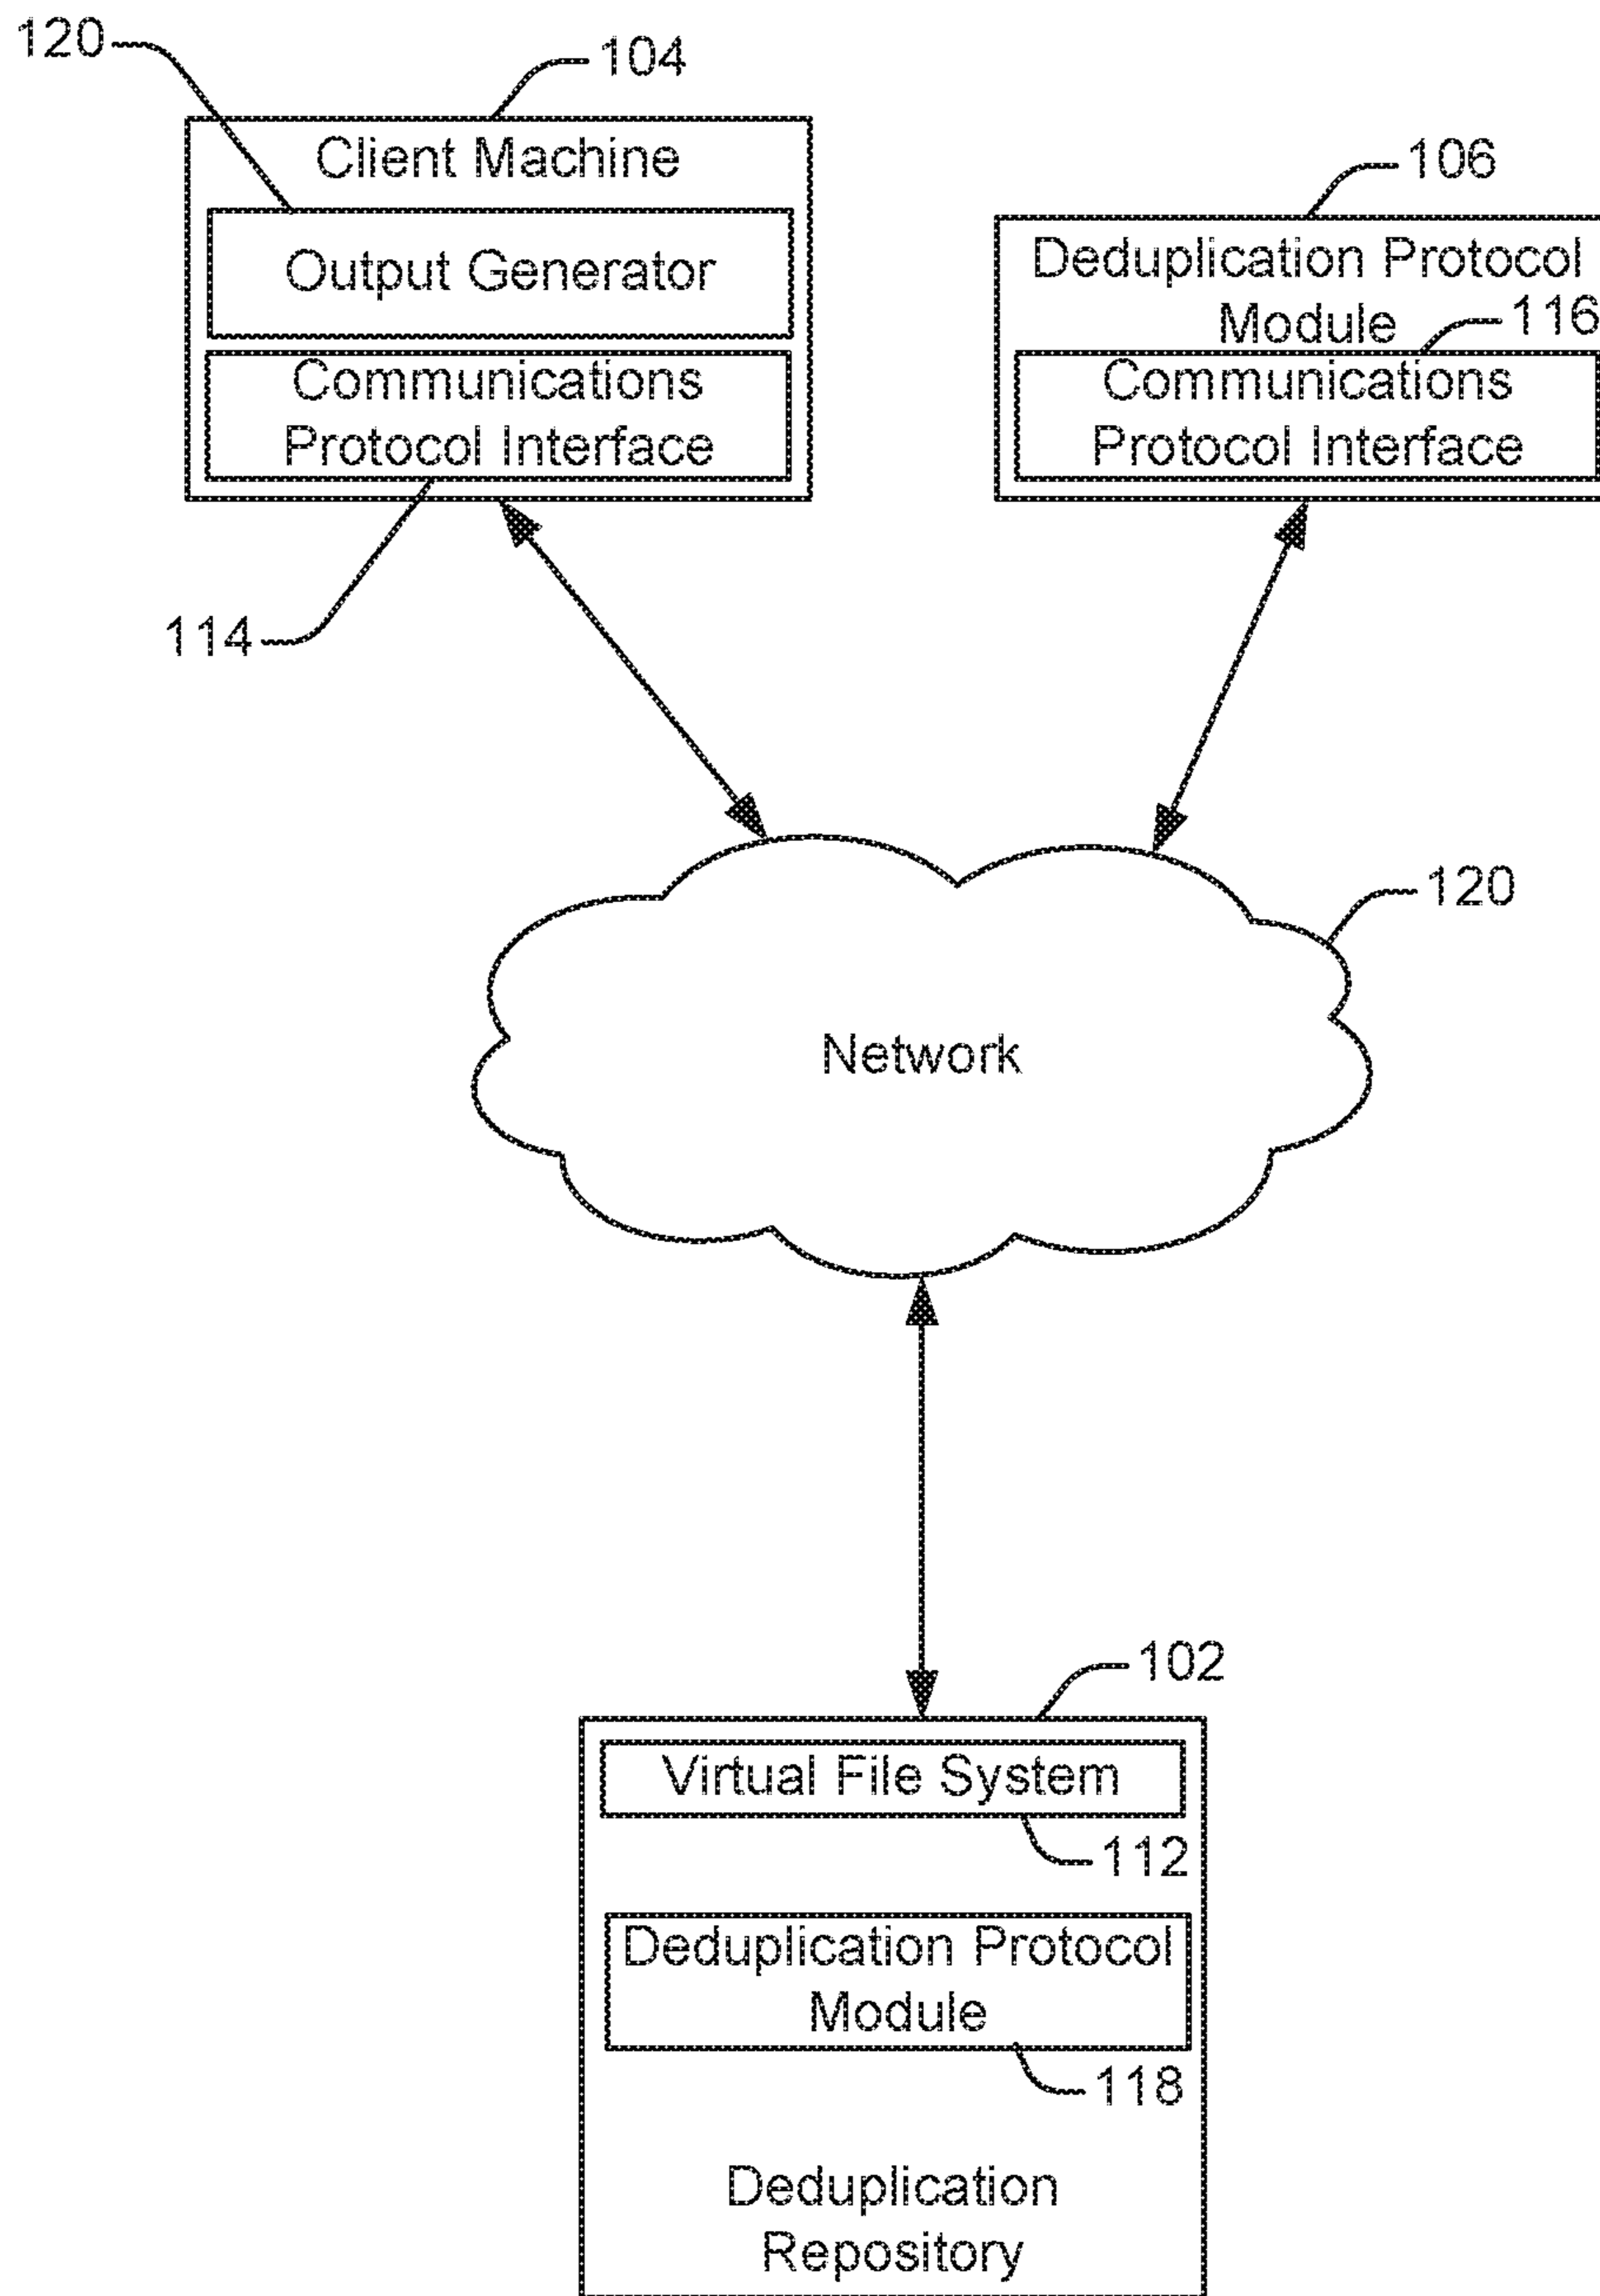 120
104
Client Machine
Output Generator
Communications
Protocol Interface
114
106
Deduplication Protocol
Module
116
Communications
Protocol Interface
120
Network
102
Virtual File System
112
Deduplication Protocol
Module
118
Deduplication
Repository